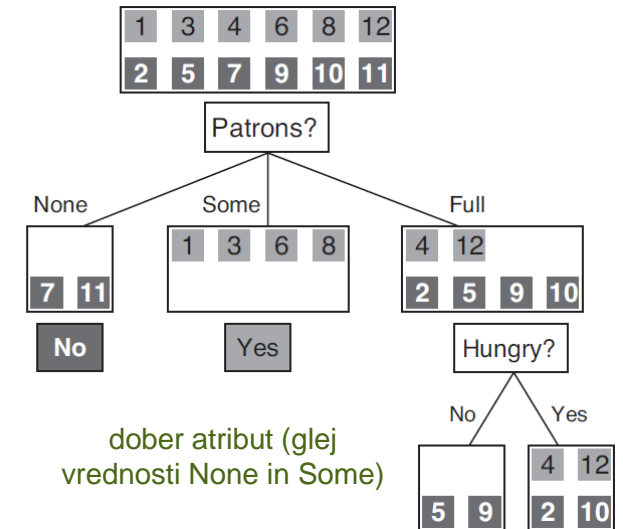 1 3 4 6 8 12
2 5 7 9 10 11
Patrons?
None Some Full
1 3 6 8 4 12
7 11 2 5 9 10
No Yes Hungry?
No Yes
dober atribut (glej
vrednosti None in Some)
4 12
5 9 2 10